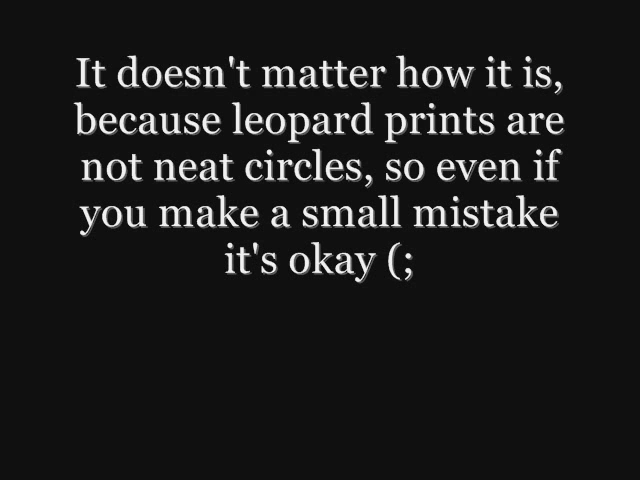 It doesn't matter how it is,
because leopard prints are
not neat circles, so even if
you make a small mistake
it's okay (;